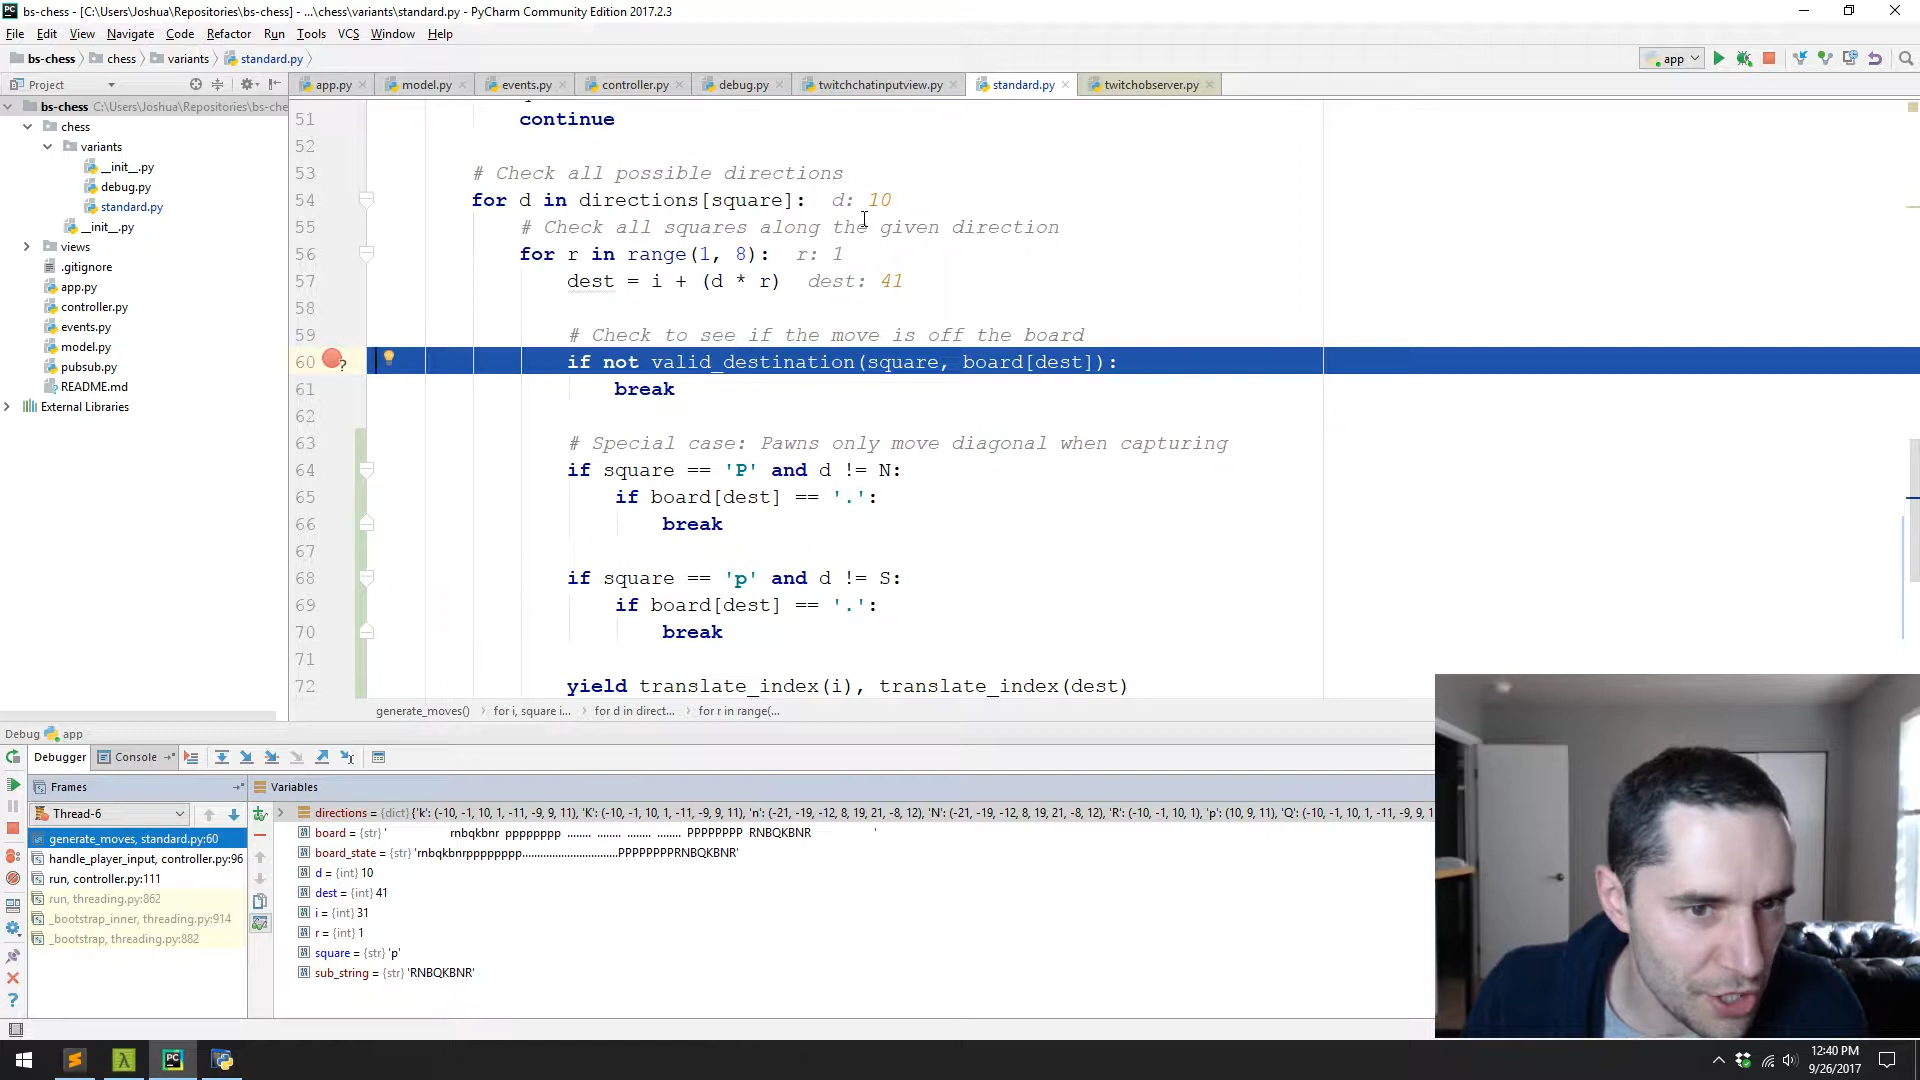 bs-chess - [C:\Users\Joshua\Repositories\bs-chess] - ...\chess\variants\standard.py - PyCharm Community Edition 2017.2.3
File Edit View Navigate Code Refactor Run Tools VCS Window Help
bs-chess chess variants standard.py app
Project
app.py model.py events.py controller.py debug.py twitchchatinputview.py standard.py twitchobserver.py
bs-chess C:\Users\Joshua\Repositories\bs-che
chess
variants
__init__.py
debug.py
standard.py
__init__.py
views
.gitignore
app.py
controller.py
events.py
model.py
pubsub.py
README.md
External Libraries
51 continue
52
53 # Check all possible directions
54 for d in directions[square]: d: 10
55 # Check all squares along the given direction
56 for r in range(1, 8): r: 1
57 dest = i + (d * r) dest: 41
58
59 # Check to see if the move is off the board
60 if not valid_destination(square, board[dest]):
61 break
62
63 # Special case: Pawns only move diagonal when capturing
64 if square == 'P' and d != N:
65 if board[dest] == '.':
66 break
67
68 if square == 'p' and d != S:
69 if board[dest] == '.':
70 break
71
72 yield translate_index(i), translate_index(dest)
generate_moves() for i, square i... for d in direct... for r in range(...
Debug app
Debugger Console
Frames
Thread-6
generate_moves, standard.py:60
handle_player_input, controller.py:96
run, controller.py:111
run, threading.py:862
_bootstrap_inner, threading.py:914
_bootstrap, threading.py:882
Variables
directions = {dict} {'k': (-10, -1, 10, 1, -11, -9, 9, 11), 'K': (-10, -1, 10, 1, -11, -9, 9, 11), 'n': (-21, -19, -12, 8, 19, 21, -8, 12), 'N': (-21, -19, -12, 8, 19, 21, -8, 12), 'R': (-10, -1, 10, 1), 'p': (10, 9, 11), 'Q': (-10, -1, 10, 1, -11, -9, 9, 1
board = {str} ' rnbqkbnr pppppppp ........ ........ ........ ........ PPPPPPPP RNBQKBNR '
board_state = {str} 'rnbqkbnrpppppppp................................PPPPPPPPRNBQKBNR'
d = {int} 10
dest = {int} 41
i = {int} 31
r = {int} 1
square = {str} 'p'
sub_string = {str} 'RNBQKBNR'
12:40 PM
9/26/2017